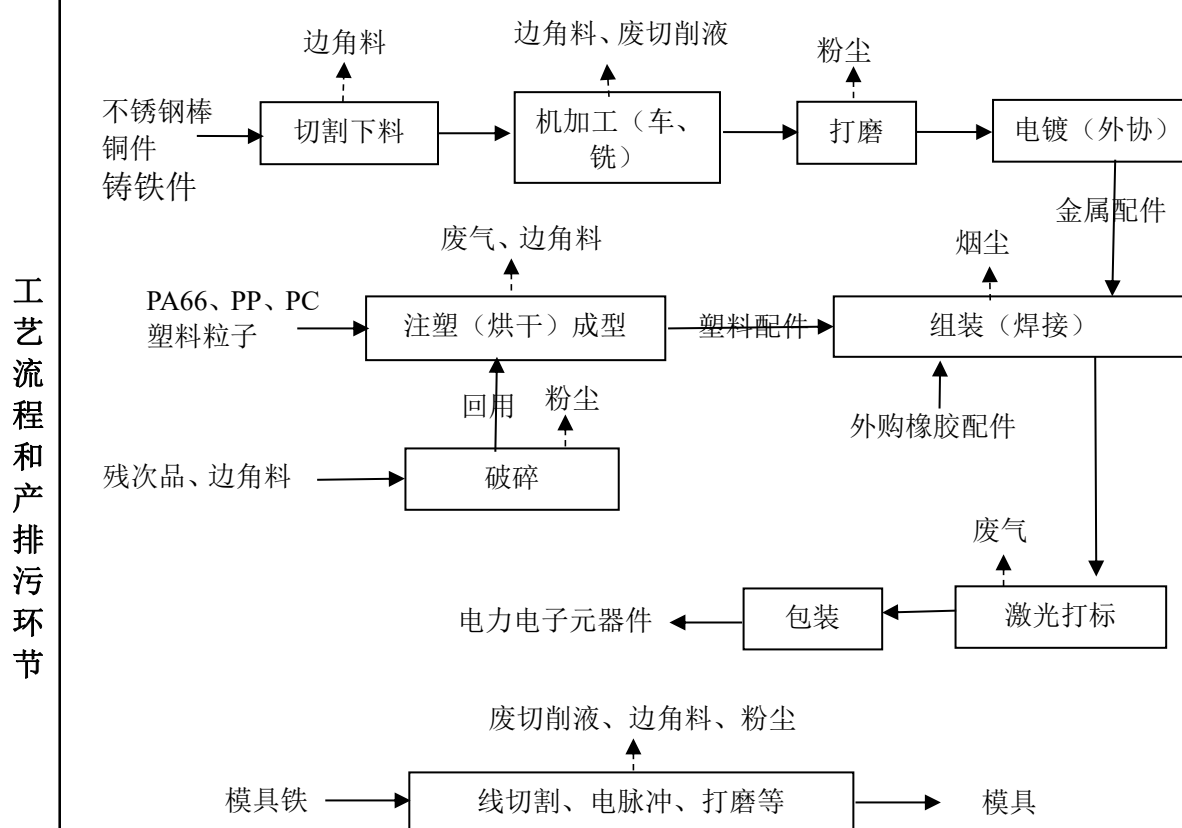 工艺流程和产排污环节
边角料
边角料、废切削液
粉尘
不锈钢棒
铜件
铸铁件
切割下料
机加工（车、
铣）
打磨
电镀（外协）
金属配件
废气、边角料
烟尘
PA66、PP、PC
塑料粒子
注塑（烘干）成型
塑料配件
组装（焊接）
回用
粉尘
外购橡胶配件
残次品、边角料
破碎
废气
电力电子元器件
包装
激光打标
废切削液、边角料、粉尘
模具铁
线切割、电脉冲、打磨等
模具